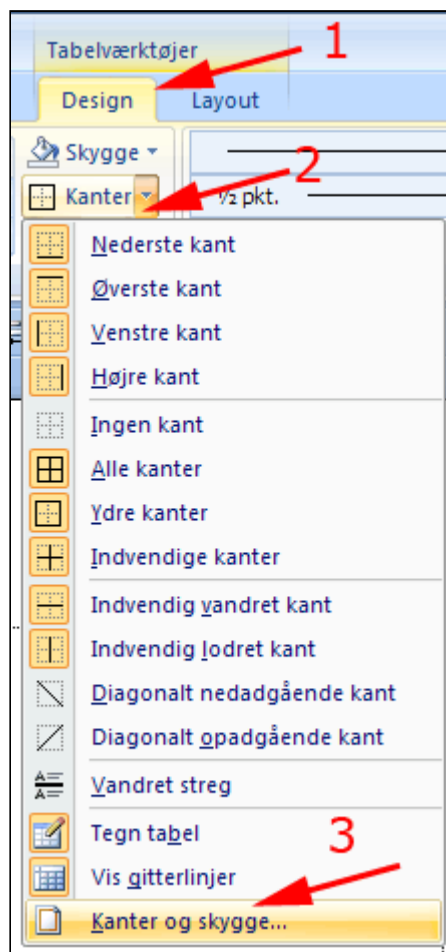 Tabelværktøjer
1
Design
Layout
Skygge
2
Kanter
½ pkt.
Nederste kant
Øverste kant
Venstre kant
Højre kant
Ingen kant
Alle kanter
Ydre kanter
Indvendige kanter
Indvendig vandret kant
Indvendig lodret kant
Diagonalt nedadgående kant
Diagonalt opadgående kant
Vandret streg
Tegn tabel
3
Vis gitterlinjer
Kanter og skygge...